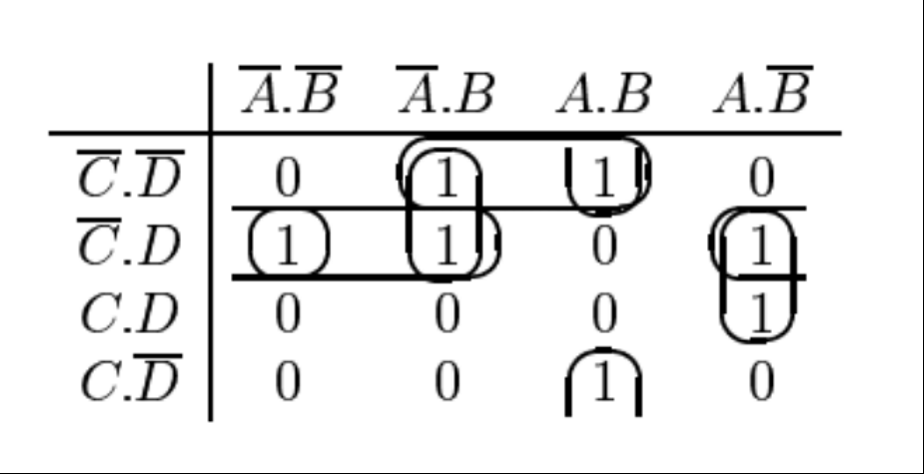 A̅.B̅ A̅.B A.B A.B̅
C̅.D̅ 0 1 1 0
C̅.D 1 1 0 1
C.D 0 0 0 1
C.D̅ 0 0 1 0